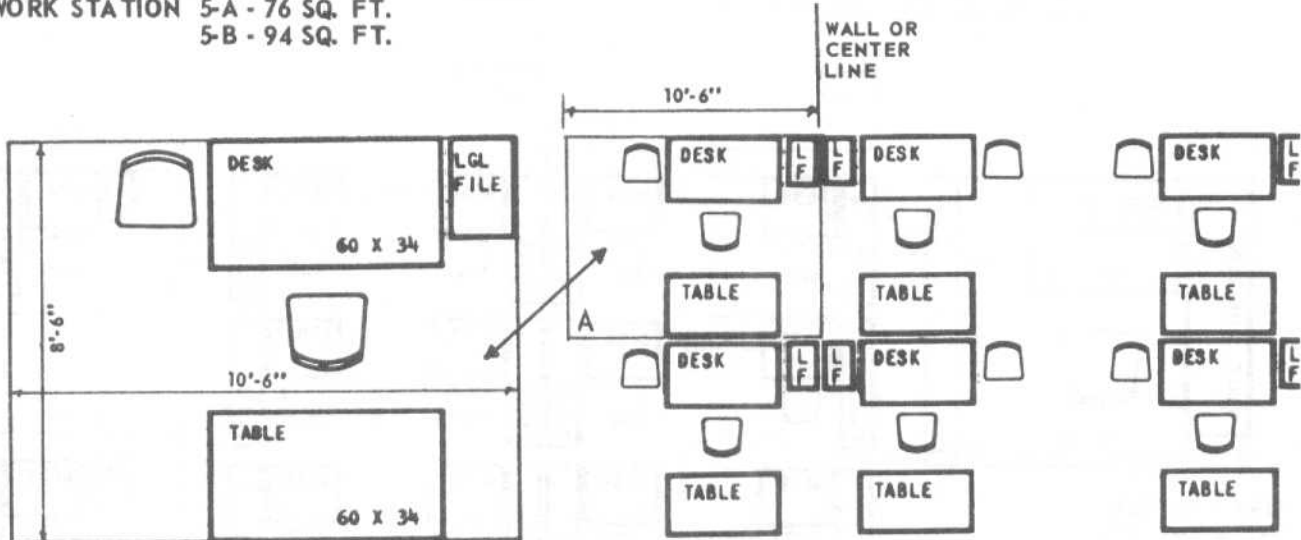 WORK STATION 5-A - 76 SQ. FT.
5-B - 94 SQ. FT.
WALL OR
CENTER
LINE
10'-6"
DESK
LGL
FILE
60 X 34
8'-6"
10'-6"
TABLE
60 X 34
DESK
L
F
L
F
DESK
DESK
L
F
TABLE
TABLE
TABLE
A
DESK
L
F
L
F
DESK
DESK
L
F
TABLE
TABLE
TABLE